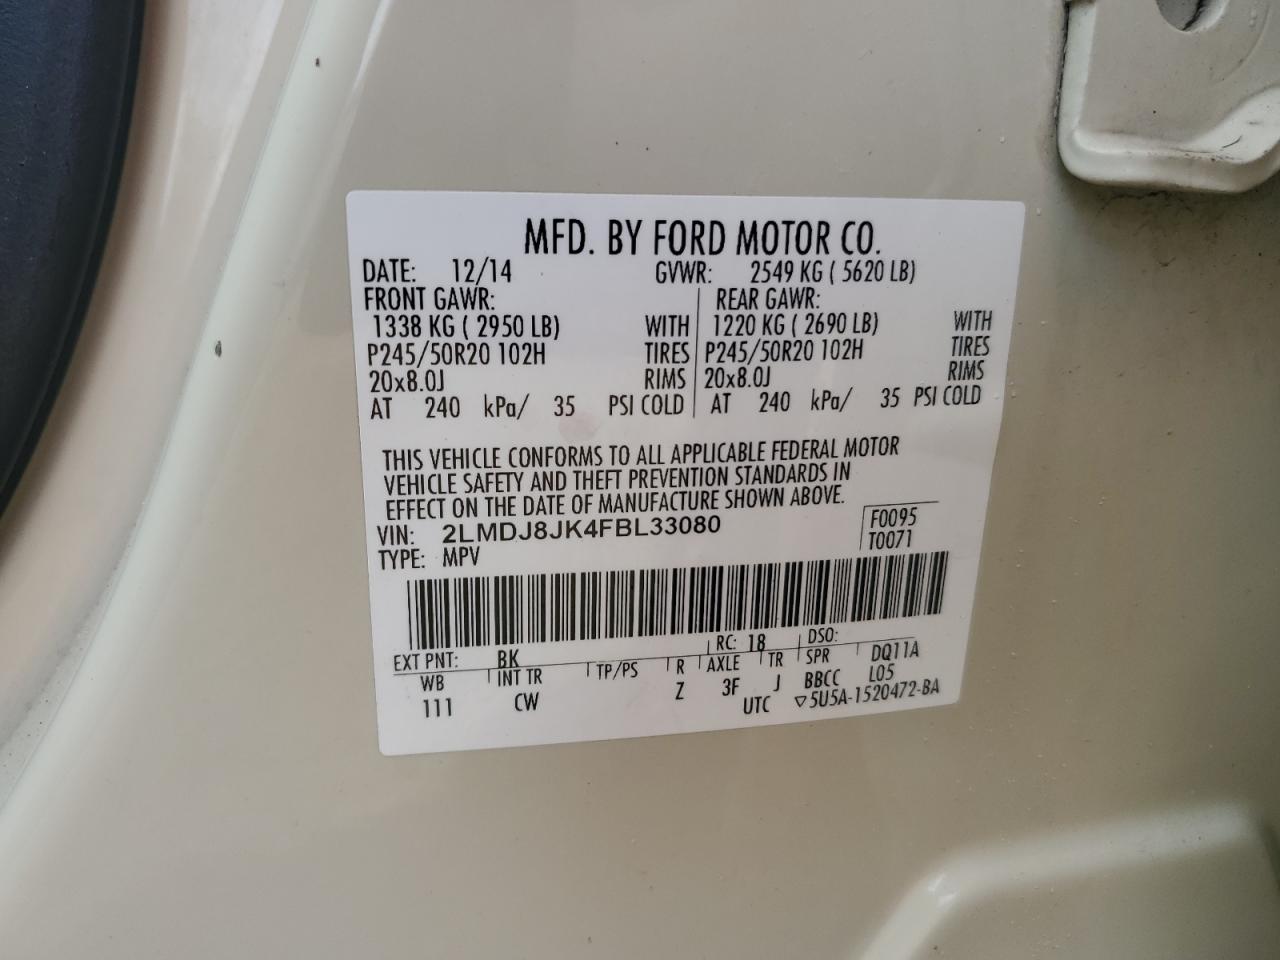 MFD. BY FORD MOTOR CO.
DATE: 12/14 GVWR: 2549 KG ( 5620 LB)
FRONT GAWR: REAR GAWR:
1338 KG ( 2950 LB) WITH 1220 KG ( 2690 LB) WITH
P245/50R20 102H TIRES P245/50R20 102H TIRES
20x8.0J RIMS 20x8.0J RIMS
AT 240 kPa/ 35 PSI COLD AT 240 kPa/ 35 PSI COLD
THIS VEHICLE CONFORMS TO ALL APPLICABLE FEDERAL MOTOR
VEHICLE SAFETY AND THEFT PREVENTION STANDARDS IN
EFFECT ON THE DATE OF MANUFACTURE SHOWN ABOVE.
VIN: 2LMDJ8JK4FBL33080 F0095
TYPE: MPV T0071
EXT PNT: BK RC: 18 DSO:
WB INT TR TP/PS R AXLE TR SPR DQ11A
111 CW Z 3F J BBCC L05
UTC ▽5U5A-1520472-BA